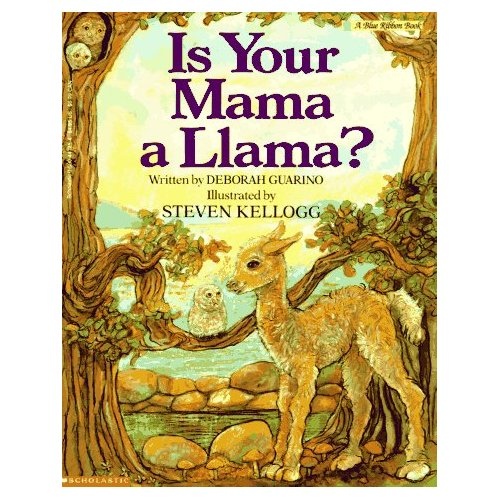 A Blue Ribbon Book
Is Your
Mama
a Llama?
Written by DEBORAH GUARINO
Illustrated by
STEVEN KELLOGG
SCHOLASTIC